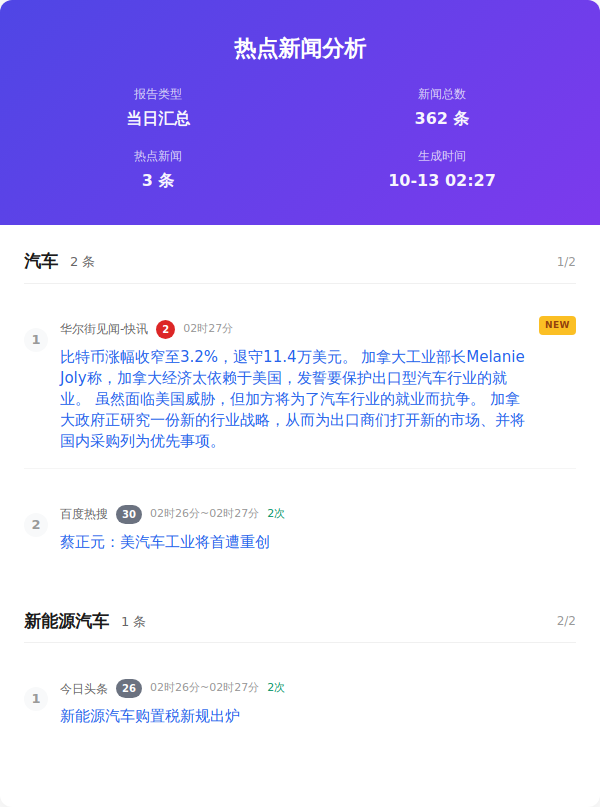 热点新闻分析
报告类型
当日汇总
新闻总数
362 条
热点新闻
3 条
生成时间
10-13 02:27
汽车 2 条 1/2
1 华尔街见闻-快讯 2 02时27分 NEW
比特币涨幅收窄至3.2%，退守11.4万美元。 加拿大工业部长Melanie
Joly称，加拿大经济太依赖于美国，发誓要保护出口型汽车行业的就
业。 虽然面临美国威胁，但加方将为了汽车行业的就业而抗争。 加拿
大政府正研究一份新的行业战略，从而为出口商们打开新的市场、并将
国内采购列为优先事项。
2 百度热搜 30 02时26分~02时27分 2次
蔡正元：美汽车工业将首遭重创
新能源汽车 1 条 2/2
1 今日头条 26 02时26分~02时27分 2次
新能源汽车购置税新规出炉